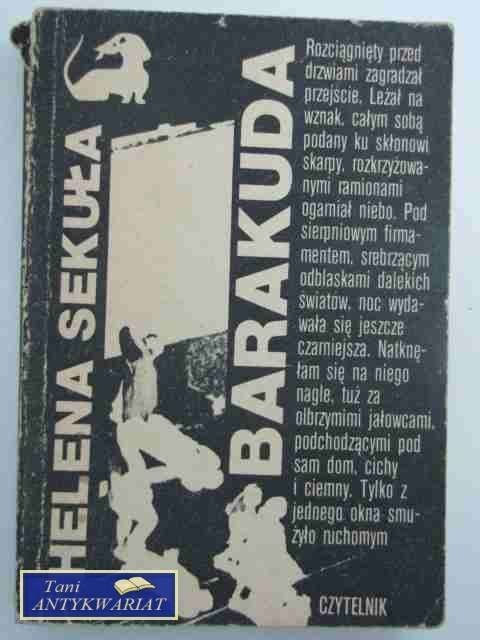 HELENA SEKUŁA
BARAKUDA
Rozciągnięty przed
drzwiami zagradzał
przejście. Leżał na
wznak, całym sobą
podany ku skłonowi
skarpy, rozkrzyżowa-
nymi ramionami
ogarniał niebo. Pod
sierpniowym firma-
mentem, srebrzącym
odblaskami dalekich
światów, noc wyda-
wała się jeszcze
czarniejsza. Natknę-
łam się na niego
nagle, tuż za
olbrzymimi jałowcami,
podchodzącymi pod
sam dom, cichy
i ciemny. Tylko z
jednego okna smu-
żyło ruchomym
CZYTELNIK
Tani
ANTYKWARIAT